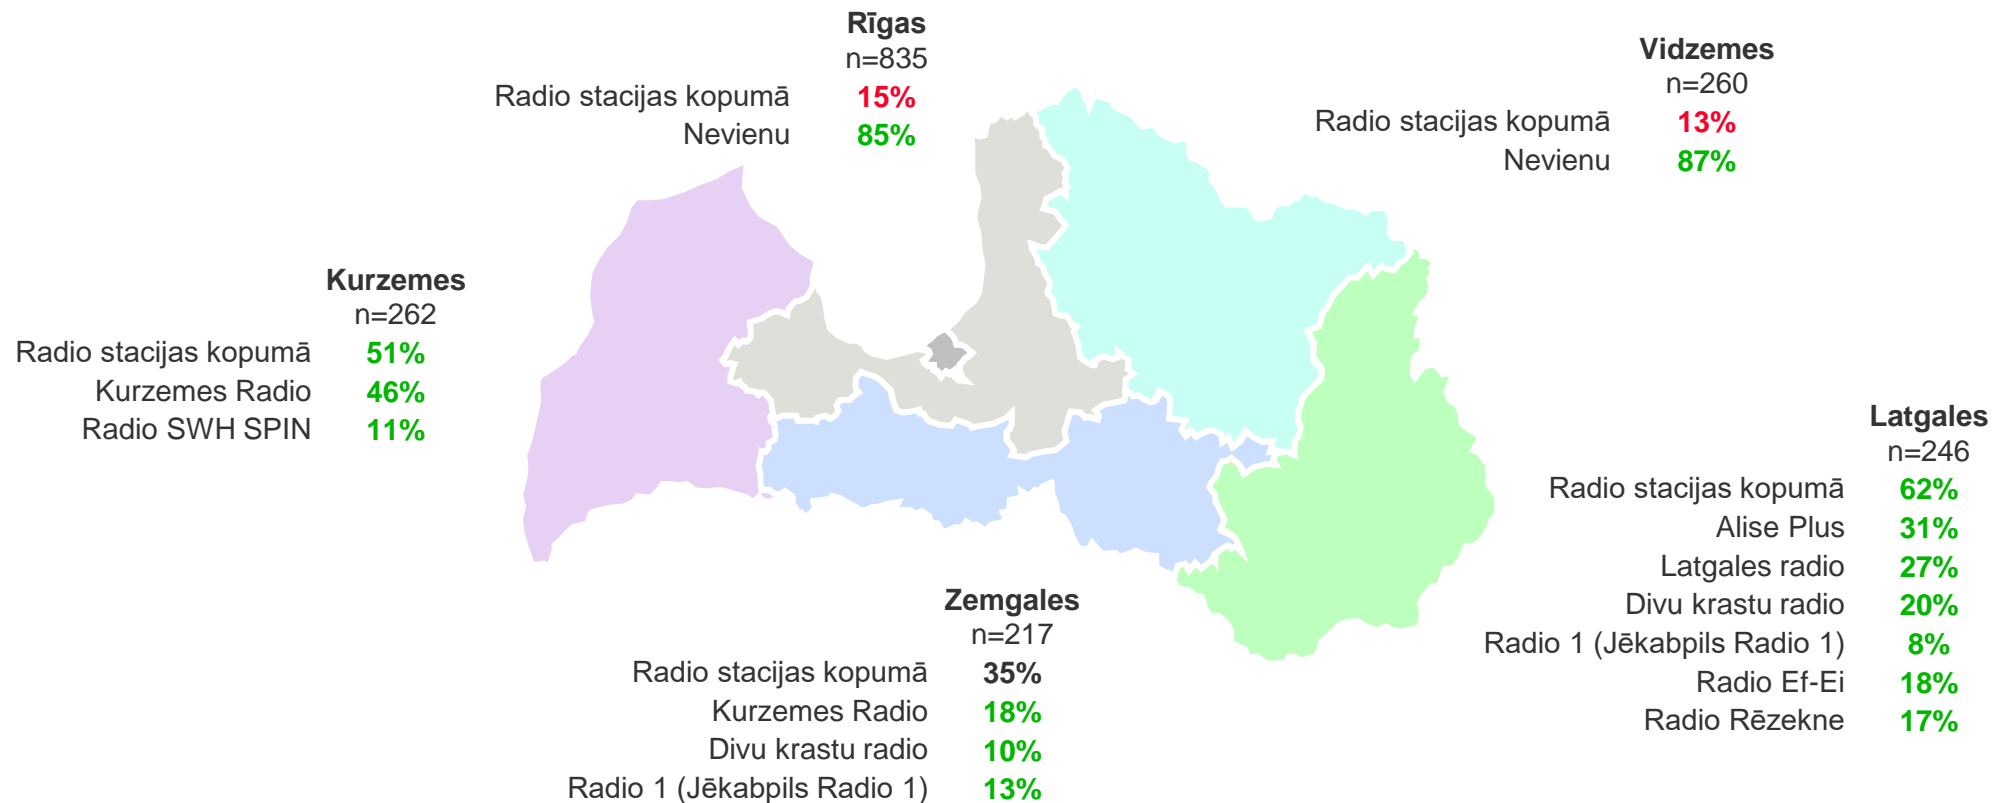 Rīgas
n=835
Radio stacijas kopumā 15%
Nevienu 85%
Vidzemes
n=260
Radio stacijas kopumā 13%
Nevienu 87%
Kurzemes
n=262
Radio stacijas kopumā 51%
Kurzemes Radio 46%
Radio SWH SPIN 11%
Latgales
n=246
Radio stacijas kopumā 62%
Alise Plus 31%
Latgales radio 27%
Divu krastu radio 20%
Radio 1 (Jēkabpils Radio 1) 8%
Radio Ef-Ei 18%
Radio Rēzekne 17%
Zemgales
n=217
Radio stacijas kopumā 35%
Kurzemes Radio 18%
Divu krastu radio 10%
Radio 1 (Jēkabpils Radio 1) 13%